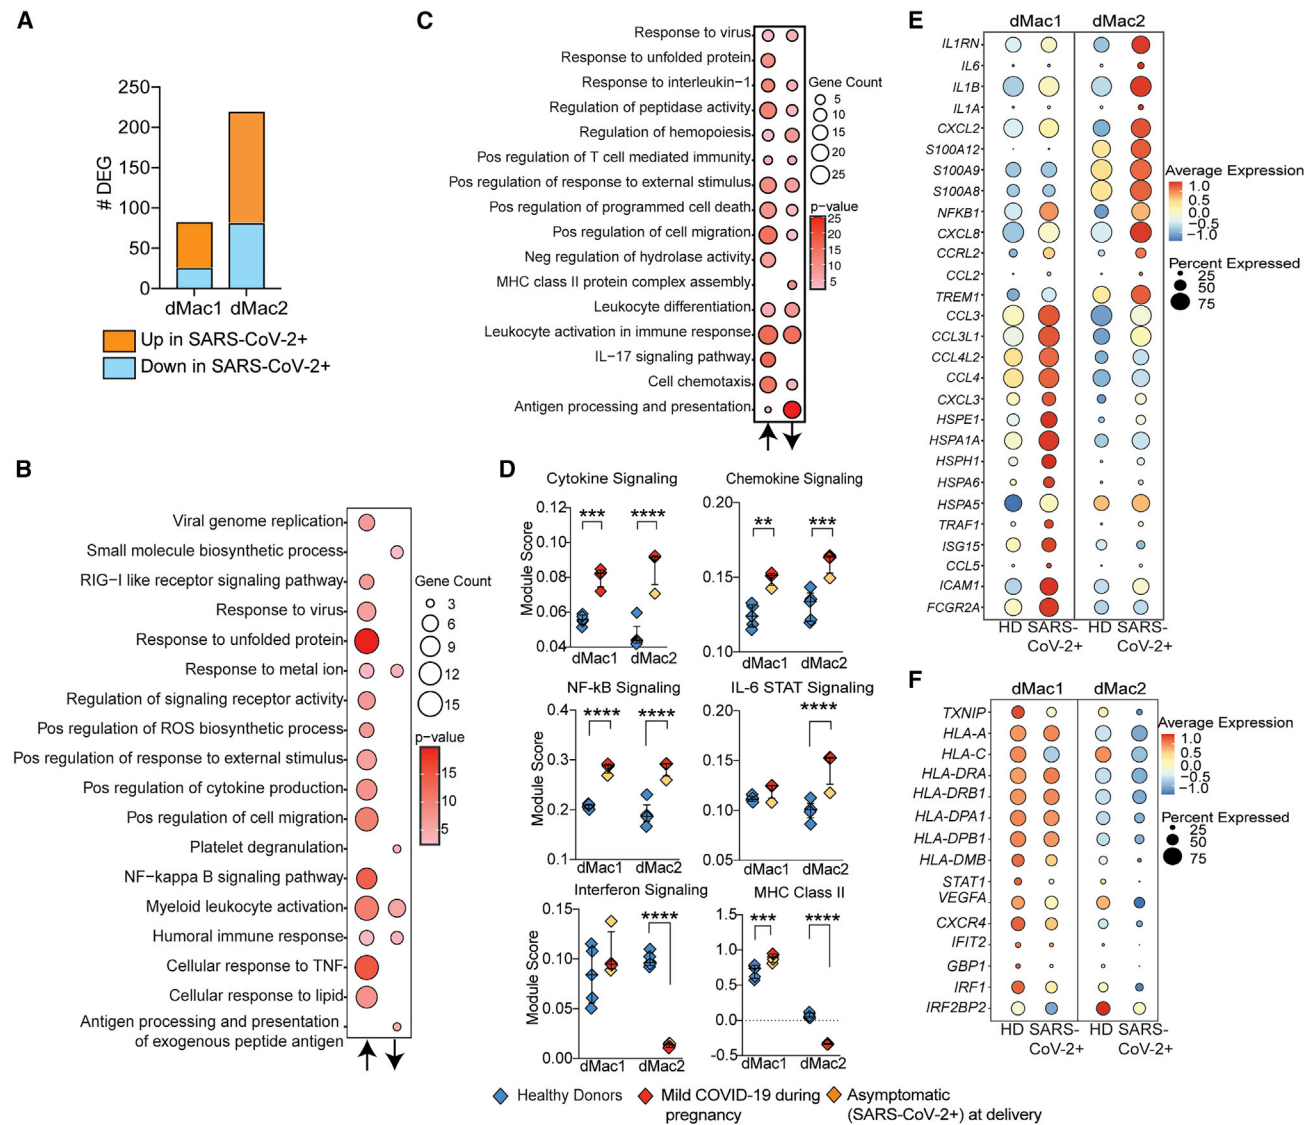 A
250
200
150
100
50
0
# DEG
dMac1 dMac2
Up in SARS-CoV-2+
Down in SARS-CoV-2+
B
Viral genome replication
Small molecule biosynthetic process
RIG-I like receptor signaling pathway
Response to virus
Response to unfolded protein
Response to metal ion
Regulation of signaling receptor activity
Pos regulation of ROS biosynthetic process
Pos regulation of response to external stimulus
Pos regulation of cytokine production
Pos regulation of cell migration
Platelet degranulation
NF−kappa B signaling pathway
Myeloid leukocyte activation
Humoral immune response
Cellular response to TNF
Cellular response to lipid
Antigen processing and presentation
of exogenous peptide antigen
Gene Count
3
6
9
12
15
p−value
15
10
5
C
Response to virus
Response to unfolded protein
Response to interleukin−1
Regulation of peptidase activity
Regulation of hemopoiesis
Pos regulation of T cell mediated immunity
Pos regulation of response to external stimulus
Pos regulation of programmed cell death
Pos regulation of cell migration
Neg regulation of hydrolase activity
MHC class II protein complex assembly
Leukocyte differentiation
Leukocyte activation in immune response
IL−17 signaling pathway
Cell chemotaxis
Antigen processing and presentation
Gene Count
5
10
15
20
25
p−value
25
20
15
10
5
D
Cytokine Signaling
Module Score
0.12
0.10
0.08
0.06
0.04
*** ****
dMac1 dMac2
Chemokine Signaling
0.20
0.15
0.10
** ***
dMac1 dMac2
NF-kB Signaling
Module Score
0.4
0.3
0.2
0.1
**** ****
dMac1 dMac2
IL-6 STAT Signaling
0.20
0.15
0.10
0.05
****
dMac1 dMac2
Interferon Signaling
Module Score
0.15
0.10
0.05
0.00
****
dMac1 dMac2
MHC Class II
1.5
1.0
0.5
0.0
-0.5
*** ****
dMac1 dMac2
Healthy Donors
Mild COVID-19 during
pregnancy
Asymptomatic
(SARS-CoV-2+) at delivery
E
dMac1 dMac2
IL1RN
IL6
IL1B
IL1A
CXCL2
S100A12
S100A9
S100A8
NFKB1
CXCL8
CCRL2
CCL2
TREM1
CCL3
CCL3L1
CCL4L2
CCL4
CXCL3
HSPE1
HSPA1A
HSPH1
HSPA6
HSPA5
TRAF1
ISG15
CCL5
ICAM1
FCGR2A
HD SARS- HD SARS-
CoV-2+ CoV-2+
Average Expression
1.0
0.5
0.0
−0.5
−1.0
Percent Expressed
25
50
75
F
dMac1 dMac2
TXNIP
HLA-A
HLA-C
HLA-DRA
HLA-DRB1
HLA-DPA1
HLA-DPB1
HLA-DMB
STAT1
VEGFA
CXCR4
IFIT2
GBP1
IRF1
IRF2BP2
HD SARS- HD SARS-
CoV-2+ CoV-2+
Average Expression
1.0
0.5
0.0
−0.5
−1.0
Percent Expressed
25
50
75